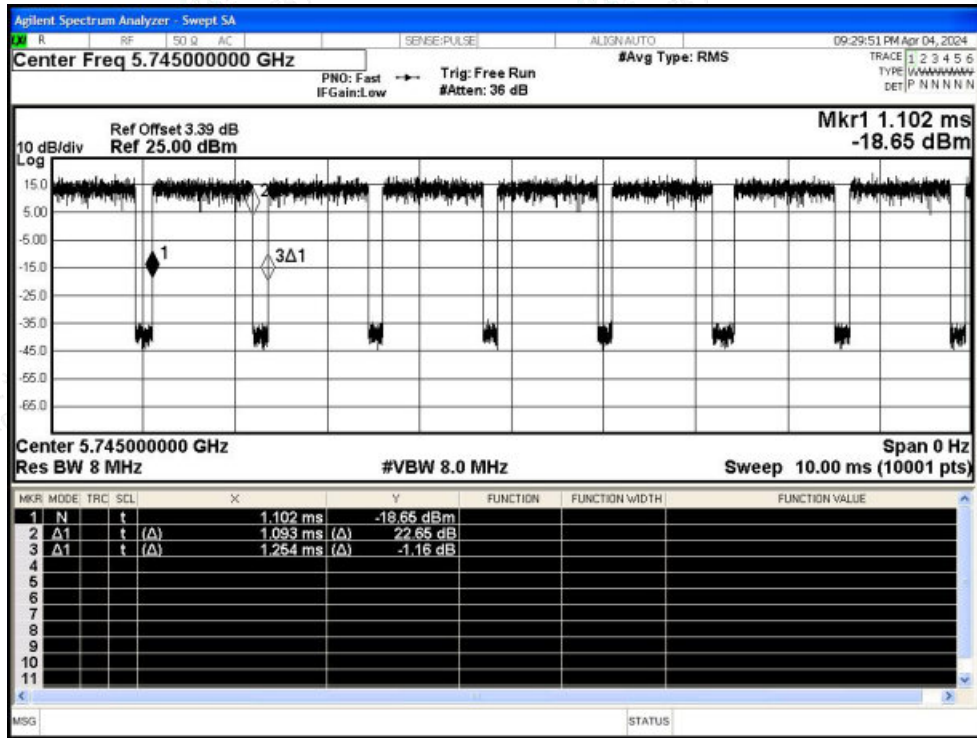 Agilent Spectrum Analyzer - Swept SA
R RF 50 Ω AC SENSE:PULSE ALIGNAUTO 09:29:51 PM Apr 04, 2024
Center Freq 5.745000000 GHz #Avg Type: RMS TRACE 1 2 3 4 5 6
PNO: Fast Trig: Free Run TYPE
IFGain:Low #Atten: 36 dB DET P N N N N N
Mkr1 1.102 ms
Ref Offset 3.39 dB
10 dB/div Ref 25.00 dBm -18.65 dBm
Log
15.0
2
5.00
-5.00
1 3Δ1
-15.0
-25.0
-35.0
-45.0
-55.0
-65.0
Center 5.745000000 GHz Span 0 Hz
Res BW 8 MHz #VBW 8.0 MHz Sweep 10.00 ms (10001 pts)
MKR MODE TRC SCL X Y FUNCTION FUNCTION WIDTH FUNCTION VALUE
1 N t 1.102 ms -18.65 dBm
2 Δ1 t (Δ) 1.093 ms (Δ) 22.65 dB
3 Δ1 t (Δ) 1.254 ms (Δ) -1.16 dB
4
5
6
7
8
9
10
11
MSG STATUS